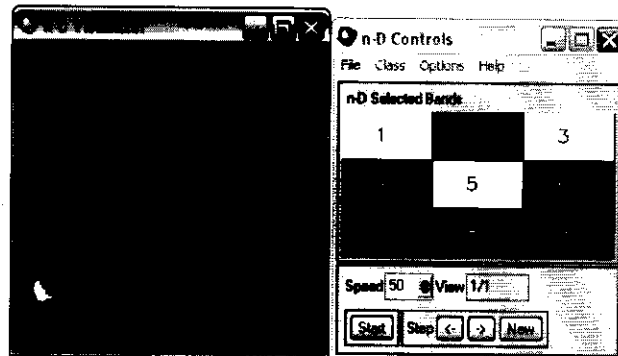 n-D Controls
File Class Options Help
n-D Selected Bands
1 3
5
Speed 50 View 1/1
Start Step <- -> New